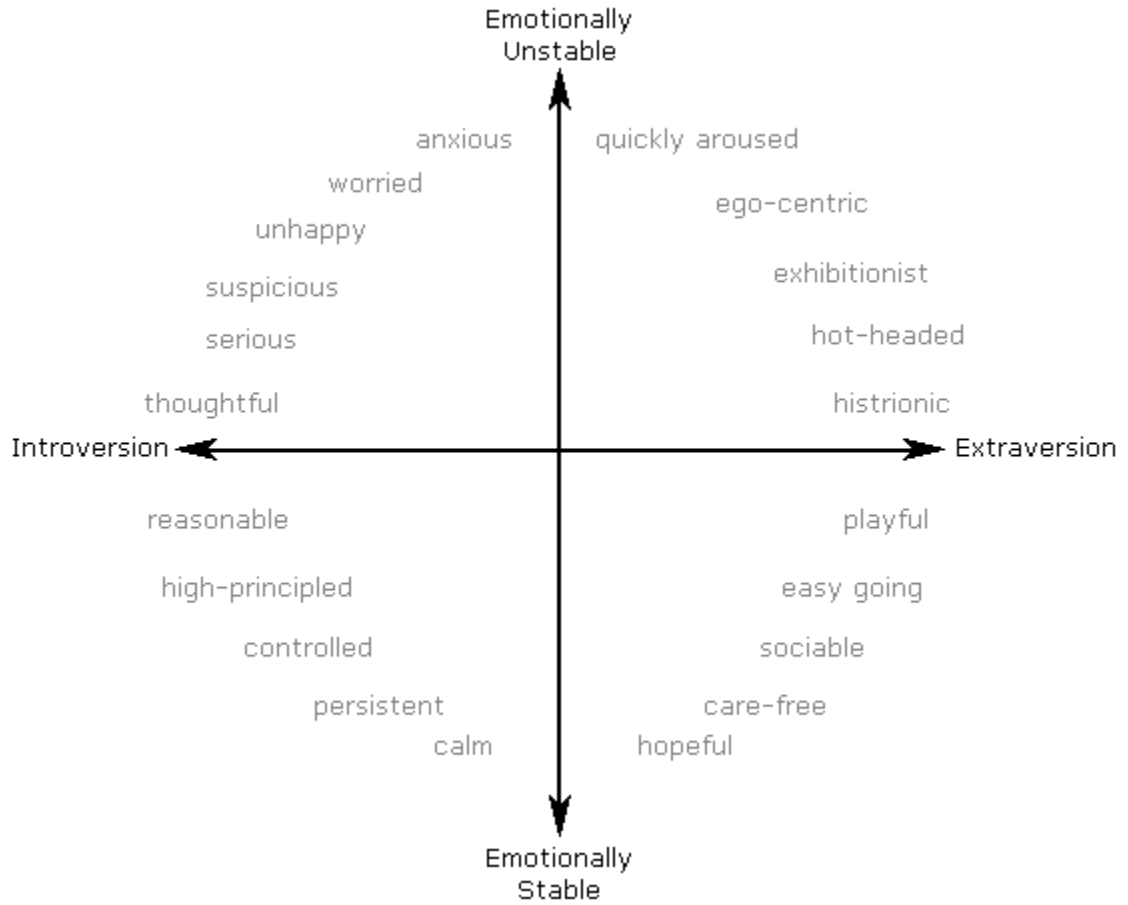 Emotionally
Unstable
anxious
quickly aroused
worried
ego-centric
unhappy
exhibitionist
suspicious
hot-headed
serious
thoughtful
histrionic
Introversion
Extraversion
reasonable
playful
high-principled
easy going
controlled
sociable
persistent
care-free
calm
hopeful
Emotionally
Stable